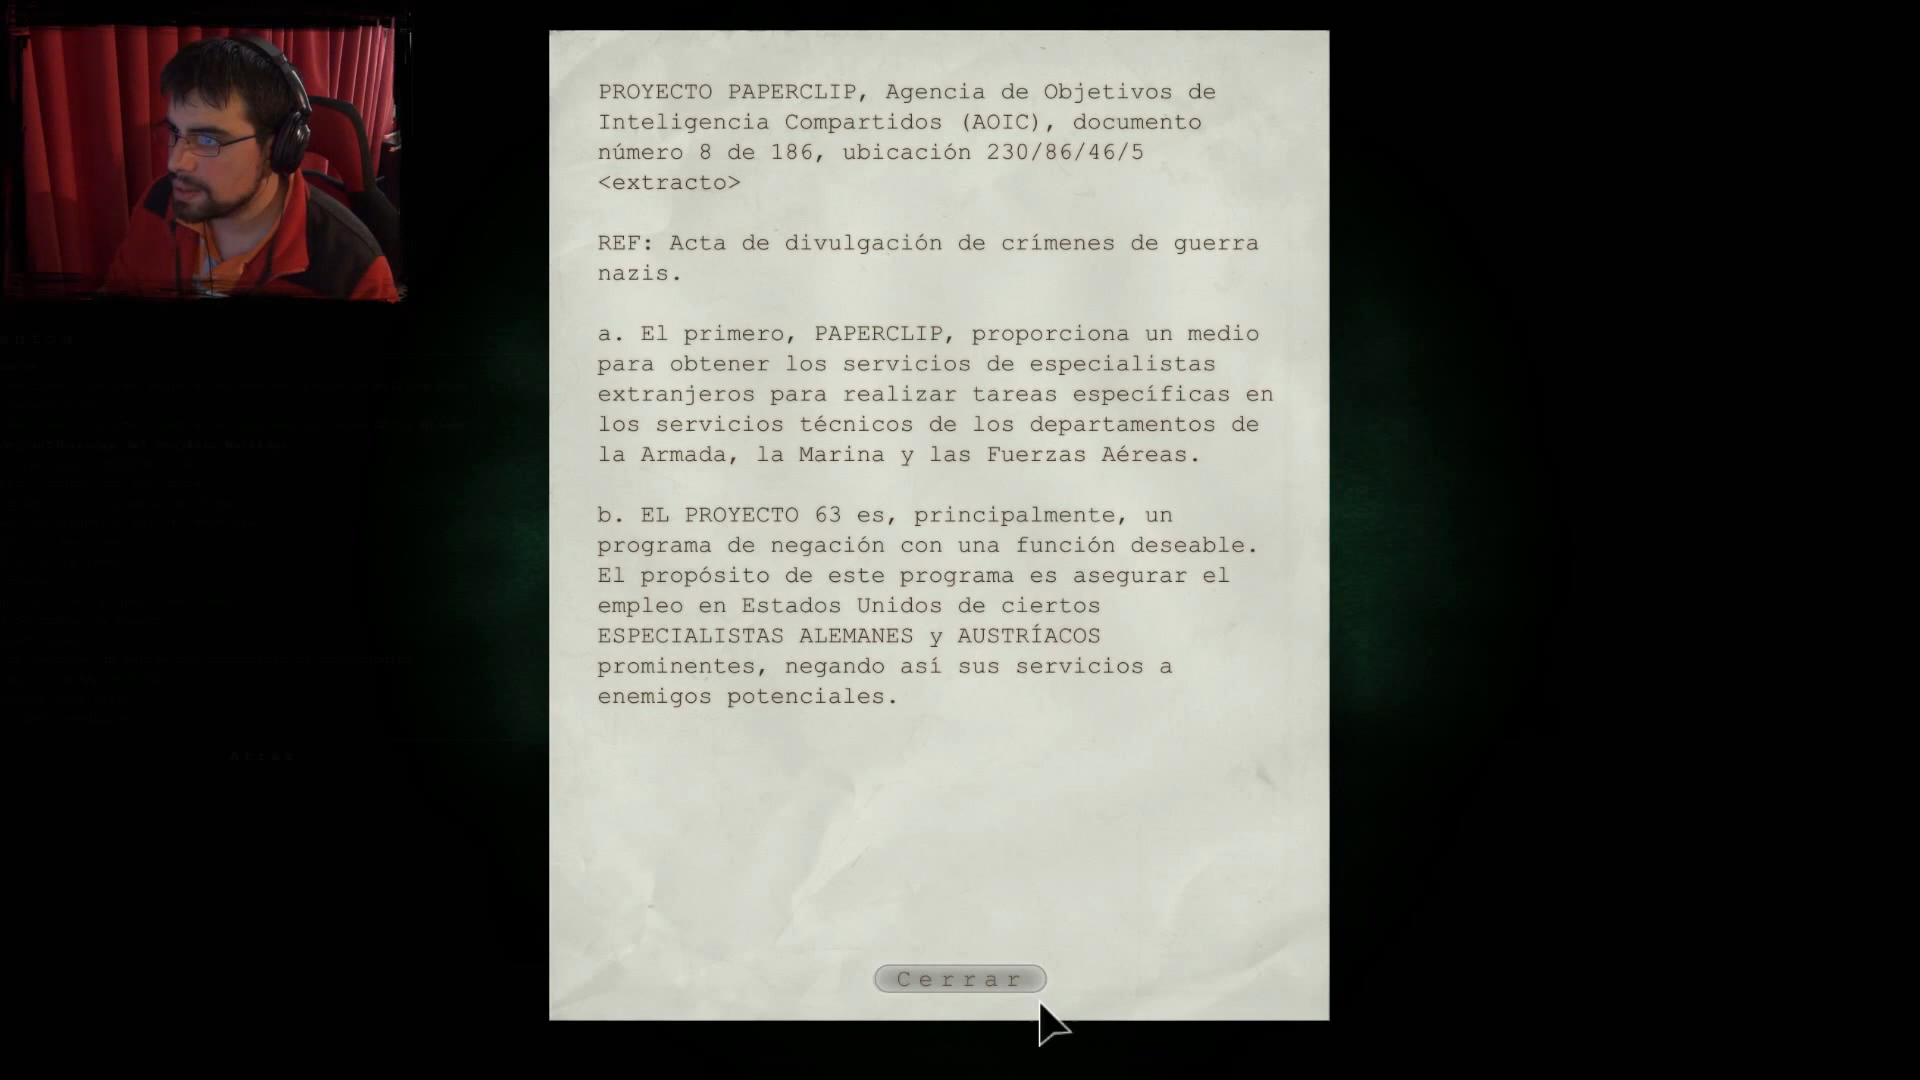 PROYECTO PAPERCLIP, Agencia de Objetivos de
Inteligencia Compartidos (AOIC), documento
número 8 de 186, ubicación 230/86/46/5
<extracto>
REF: Acta de divulgación de crímenes de guerra
nazis.
a. El primero, PAPERCLIP, proporciona un medio
para obtener los servicios de especialistas
extranjeros para realizar tareas específicas en
los servicios técnicos de los departamentos de
la Armada, la Marina y las Fuerzas Aéreas.
b. EL PROYECTO 63 es, principalmente, un
programa de negación con una función deseable.
El propósito de este programa es asegurar el
empleo en Estados Unidos de ciertos
ESPECIALISTAS ALEMANES y AUSTRÍACOS
prominentes, negando así sus servicios a
enemigos potenciales.
Atrás
Cerrar